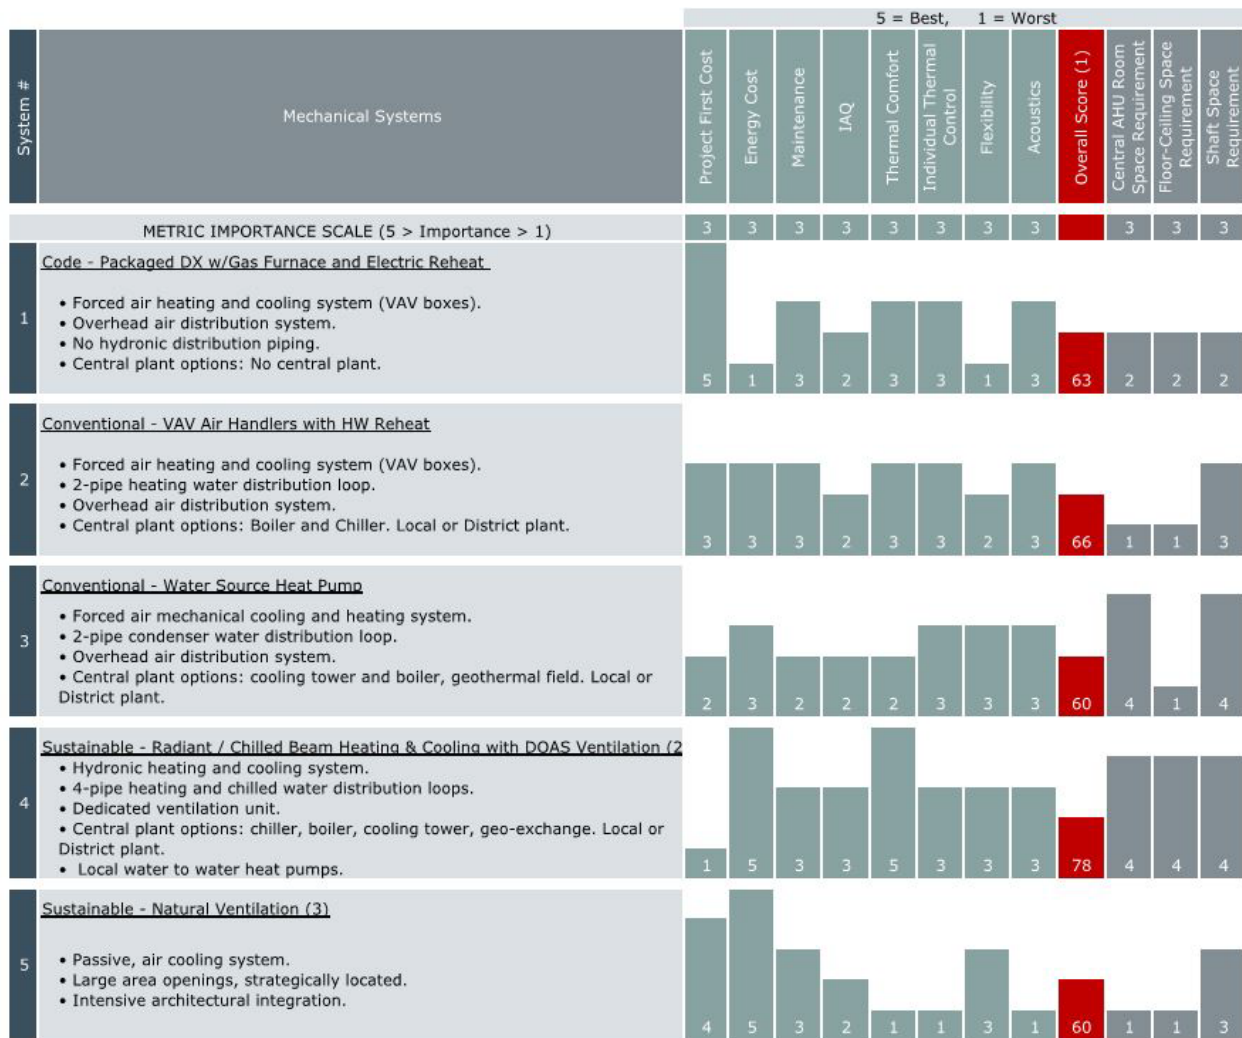 5 = Best, 1 = Worst
System #
Mechanical Systems
Project First Cost
Energy Cost
Maintenance
IAQ
Thermal Comfort
Individual Thermal
Control
Flexibility
Acoustics
Overall Score (1)
Central AHU Room
Space Requirement
Floor-Ceiling Space
Requirement
Shaft Space
Requirement
METRIC IMPORTANCE SCALE (5 > Importance > 1)
3 3 3 3 3 3 3 3 3 3 3
Code - Packaged DX w/Gas Furnace and Electric Reheat
1
• Forced air heating and cooling system (VAV boxes).
• Overhead air distribution system.
• No hydronic distribution piping.
• Central plant options: No central plant.
5 1 3 2 3 3 1 3 63 2 2 2
Conventional - VAV Air Handlers with HW Reheat
2
• Forced air heating and cooling system (VAV boxes).
• 2-pipe heating water distribution loop.
• Overhead air distribution system.
• Central plant options: Boiler and Chiller. Local or District plant.
3 3 3 2 3 3 2 3 66 1 1 3
Conventional - Water Source Heat Pump
3
• Forced air mechanical cooling and heating system.
• 2-pipe condenser water distribution loop.
• Overhead air distribution system.
• Central plant options: cooling tower and boiler, geothermal field. Local or
District plant.
2 3 2 2 2 3 3 3 60 4 1 4
Sustainable - Radiant / Chilled Beam Heating & Cooling with DOAS Ventilation (2
4
• Hydronic heating and cooling system.
• 4-pipe heating and chilled water distribution loops.
• Dedicated ventilation unit.
• Central plant options: chiller, boiler, cooling tower, geo-exchange. Local or
District plant.
• Local water to water heat pumps.
1 5 3 3 5 3 3 3 78 4 4 4
Sustainable - Natural Ventilation (3)
5
• Passive, air cooling system.
• Large area openings, strategically located.
• Intensive architectural integration.
4 5 3 2 1 1 3 1 60 1 1 3